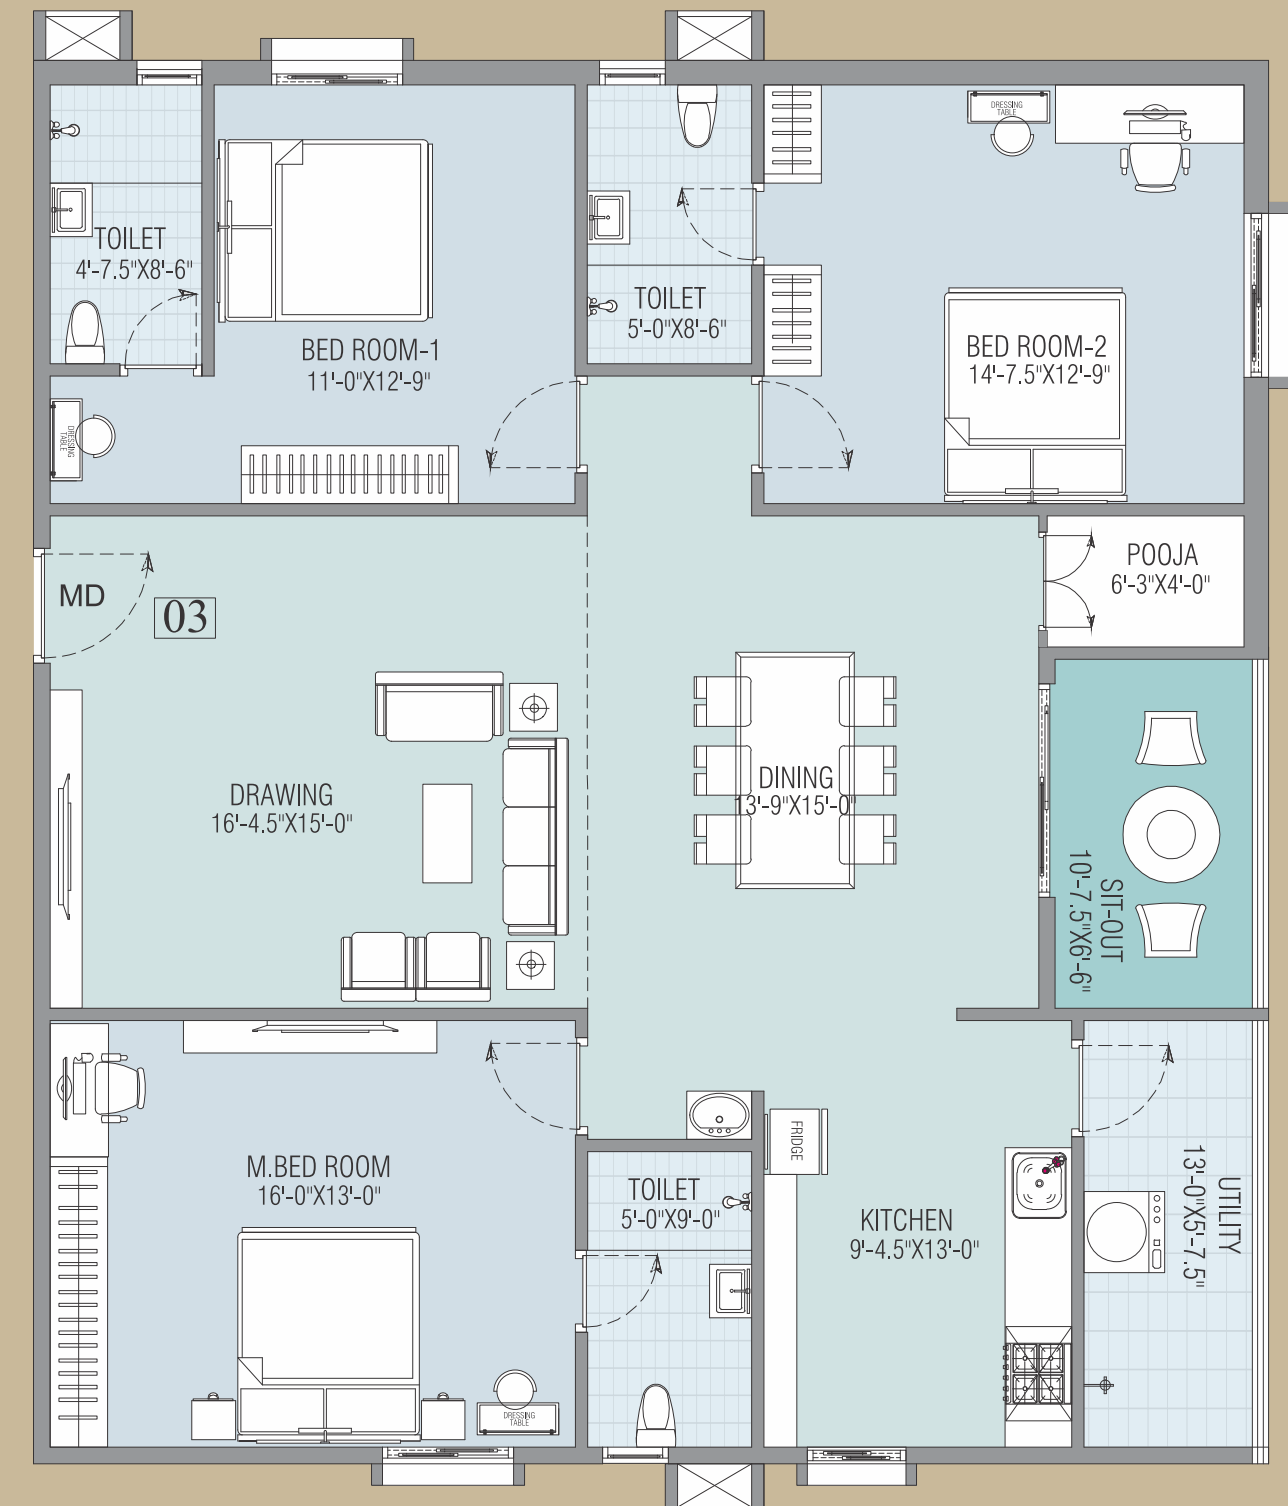 DRESSING
TABLE
TOILET
4'-7.5"X8'-6"
TOILET
5'-0"X8'-6"
BED ROOM-1
11'-0"X12'-9"
BED ROOM-2
14'-7.5"X12'-9"
DRESSING
TABLE
POOJA
6'-3"X4'-0"
MD
03
DRAWING
16'-4.5"X15'-0"
DINING
13'-9"X15'-0"
SIT-OUT
10'-7.5"X6'-6"
FRIDGE
M.BED ROOM
16'-0"X13'-0"
TOILET
5'-0"X9'-0"
KITCHEN
9'-4.5"X13'-0"
UTILITY
13'-0"X5'-7.5"
DRESSING
TABLE